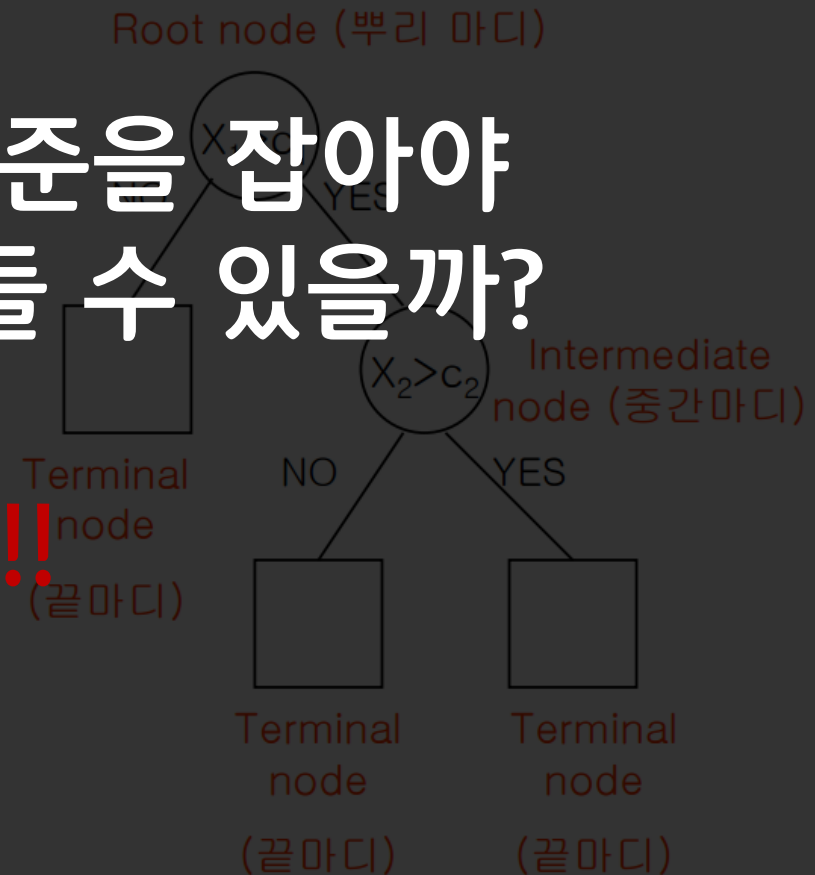 Root node (뿌리 마디)
준을 잡아야
NO
YES
수 있을까?
X₂>c₂
Intermediate
node (중간마디)
Terminal
node
(끝마디)
!!
NO
YES
Terminal
node
(끝마디)
Terminal
node
(끝마디)